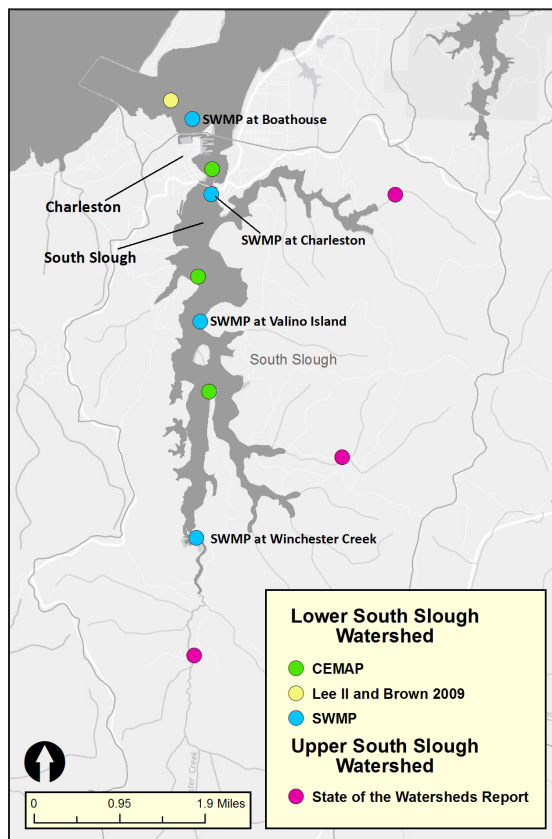 SWMP at Boathouse
Charleston
SWMP at Charleston
South Slough
SWMP at Valino Island
South Slough
SWMP at Winchester Creek
Lower South Slough
Watershed
CEMAP
Lee II and Brown 2009
SWMP
Upper South Slough
Watershed
State of the Watersheds Report
0 0.95 1.9 Miles
Creek